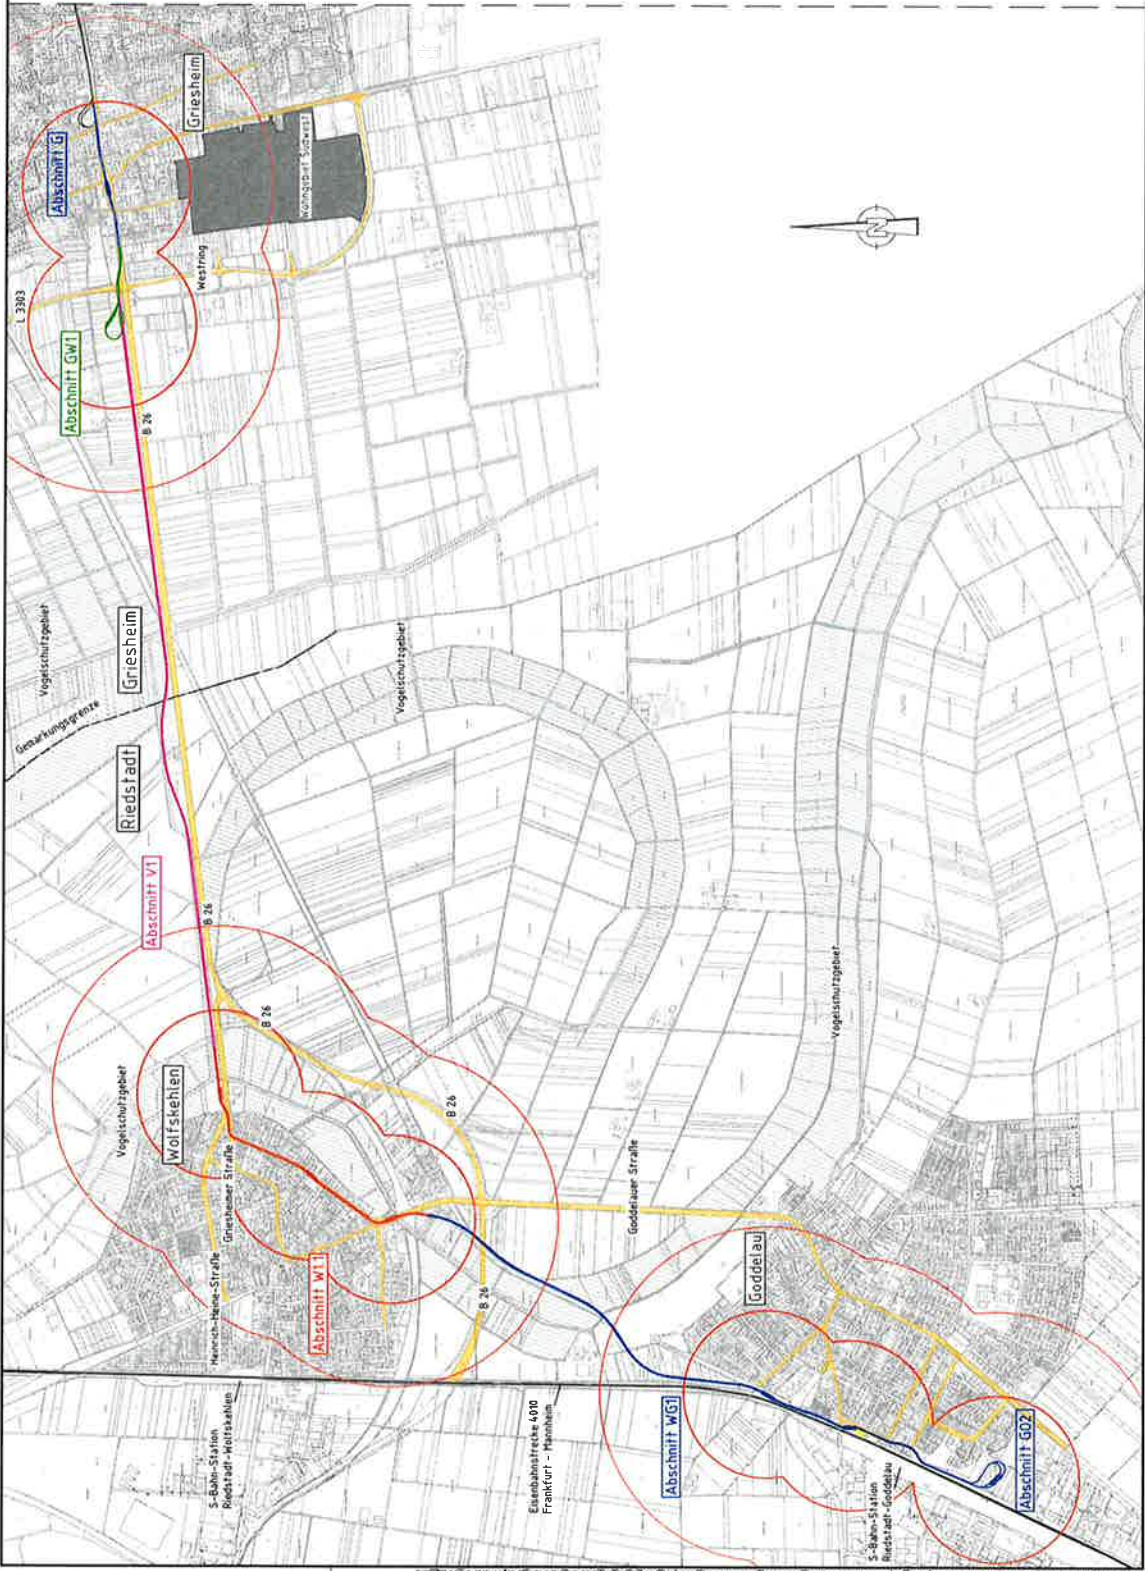 Abschnitt G
Griesheim
Wohngebiet Südwest
L 3303
Westring
Abschnitt GW1
B 26
Vogelschutzgebiet
Griesheim
Gemarkungsgrenze
Riedstadt
Vogelschutzgebiet
Abschnitt V1
B 26
B 26
Vogelschutzgebiet
Wolfskehlen
Griesheimer Straße
Heinrich-Heine-Straße
B 26
Abschnitt W1.1
B 26
Vogelschutzgebiet
Goddelauer Straße
Goddelau
S-Bahn-Station
Riedstadt-Wolfskehlen
Eisenbahnstrecke 4010
Frankfurt - Mannheim
Abschnitt WG1
S-Bahn-Station
Riedstadt-Goddelau
Abschnitt GO2
N